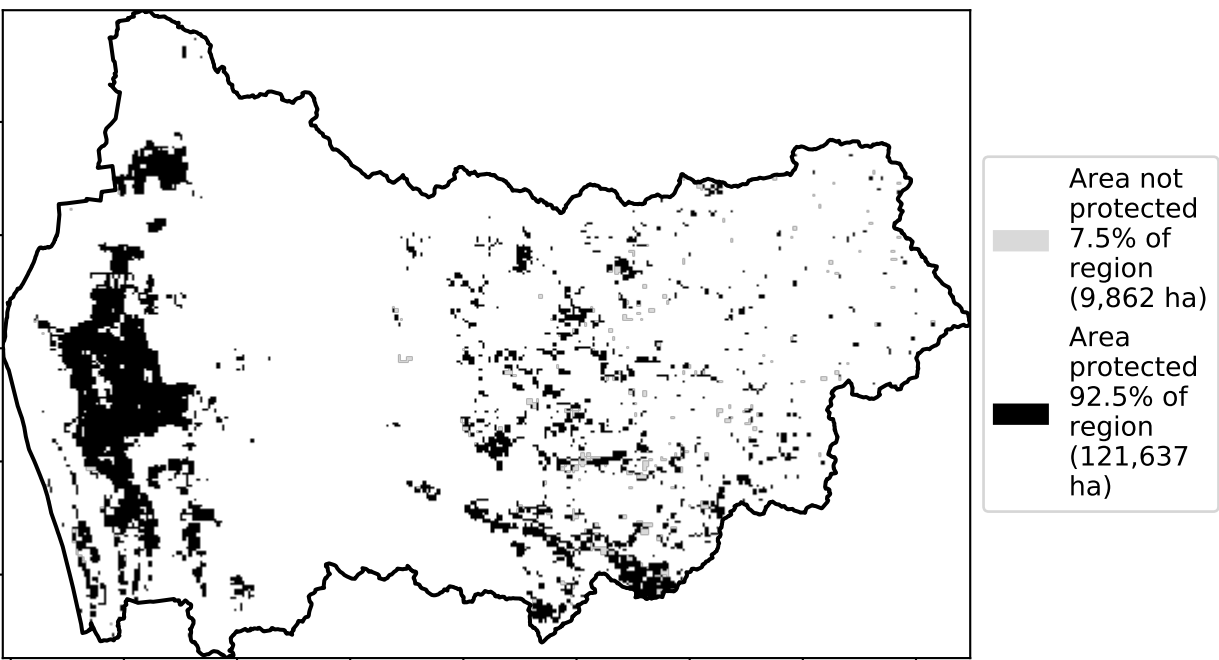 Area not
protected
7.5% of
region
(9,862 ha)
Area
protected
92.5% of
region
(121,637
ha)